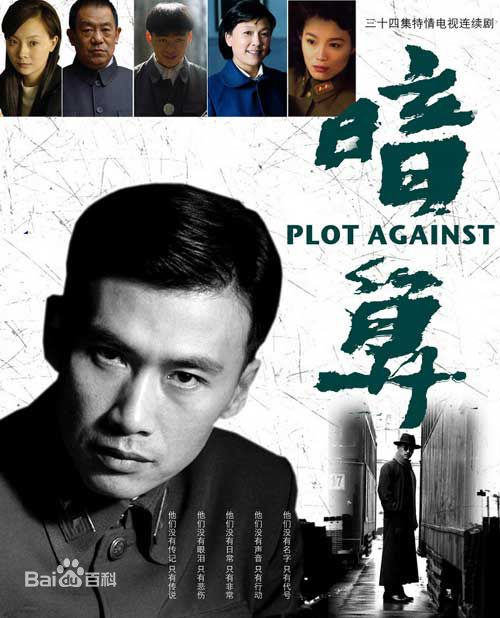 三十四集特情电视连续剧
暗
PLOT AGAINST
算
17
他们没有名字 只有代号
他们没有声音 只有行动
他们没有日常 只有非常
他们没有眼泪 只有悲伤
他们没有传记 只有传说
Bai百科